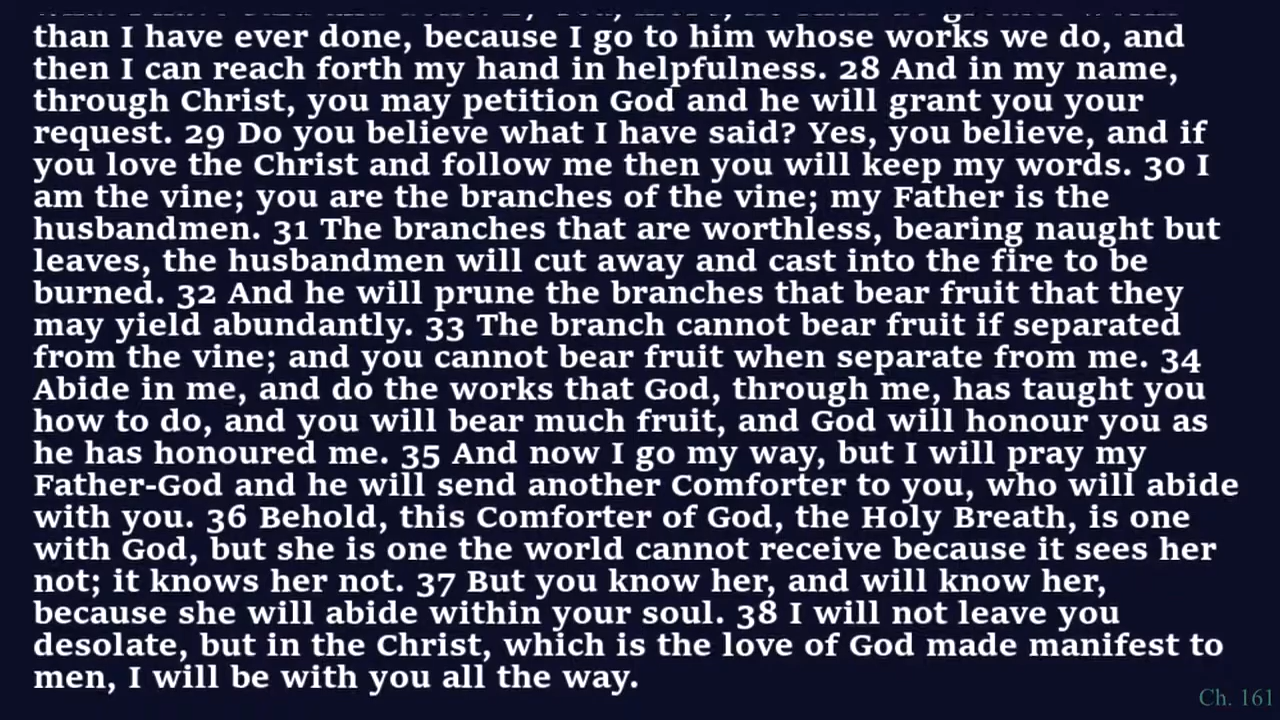 than I have ever done, because I go to him whose works we do, and
then I can reach forth my hand in helpfulness. 28 And in my name,
through Christ, you may petition God and he will grant you your
request. 29 Do you believe what I have said? Yes, you believe, and if
you love the Christ and follow me then you will keep my words. 30 I
am the vine; you are the branches of the vine; my Father is the
husbandmen. 31 The branches that are worthless, bearing naught but
leaves, the husbandmen will cut away and cast into the fire to be
burned. 32 And he will prune the branches that bear fruit that they
may yield abundantly. 33 The branch cannot bear fruit if separated
from the vine; and you cannot bear fruit when separate from me. 34
Abide in me, and do the works that God, through me, has taught you
how to do, and you will bear much fruit, and God will honour you as
he has honoured me. 35 And now I go my way, but I will pray my
Father-God and he will send another Comforter to you, who will abide
with you. 36 Behold, this Comforter of God, the Holy Breath, is one
with God, but she is one the world cannot receive because it sees her
not; it knows her not. 37 But you know her, and will know her,
because she will abide within your soul. 38 I will not leave you
desolate, but in the Christ, which is the love of God made manifest to
men, I will be with you all the way.
Ch. 161